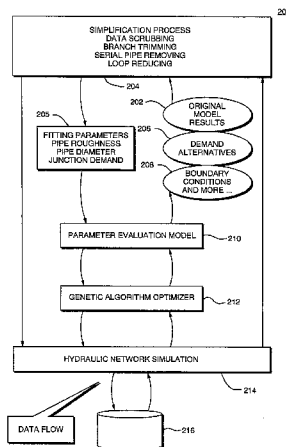 20
SIMPLIFICATION PROCESS
DATA SCRUBBING
BRANCH TRIMMING
SERIAL PIPE REMOVING
LOOP REDUCING
204
202
ORIGINAL
MODEL
RESULTS
205
FITTING PARAMETERS
PIPE ROUGHNESS
PIPE DIAMETER
JUNCTION DEMAND
206
DEMAND
ALTERNATIVES
208
BOUNDARY
CONDITIONS
AND MORE ...
PARAMETER EVALUATION MODEL
210
GENETIC ALGORITHM OPTIMIZER
212
HYDRAULIC NETWORK SIMULATION
214
DATA FLOW
216